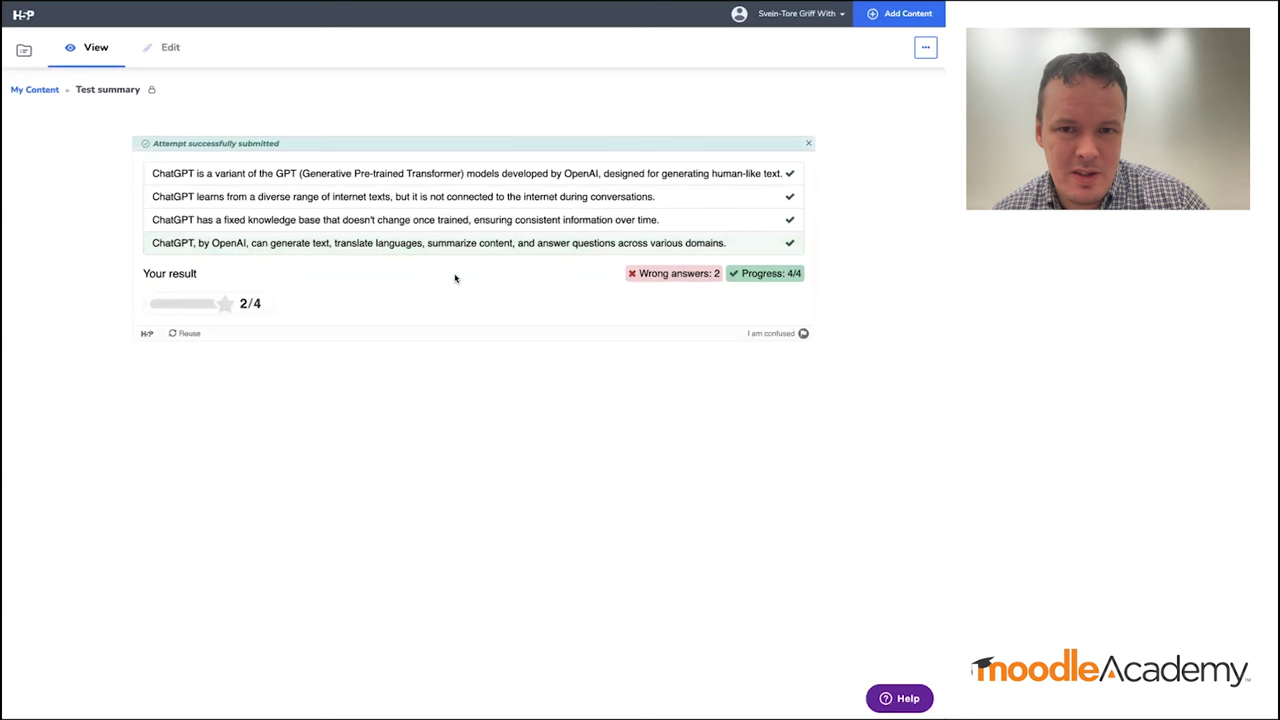 H5P
Svein-Tore Griff With
Add Content
View
Edit
My Content
Test summary
Attempt successfully submitted
ChatGPT is a variant of the GPT (Generative Pre-trained Transformer) models developed by OpenAI, designed for generating human-like text.
ChatGPT learns from a diverse range of internet texts, but it is not connected to the internet during conversations.
ChatGPT has a fixed knowledge base that doesn't change once trained, ensuring consistent information over time.
ChatGPT, by OpenAI, can generate text, translate languages, summarize content, and answer questions across various domains.
Your result
Wrong answers: 2
Progress: 4/4
2/4
H5P
Reuse
I am confused
moodleAcademy™
Help